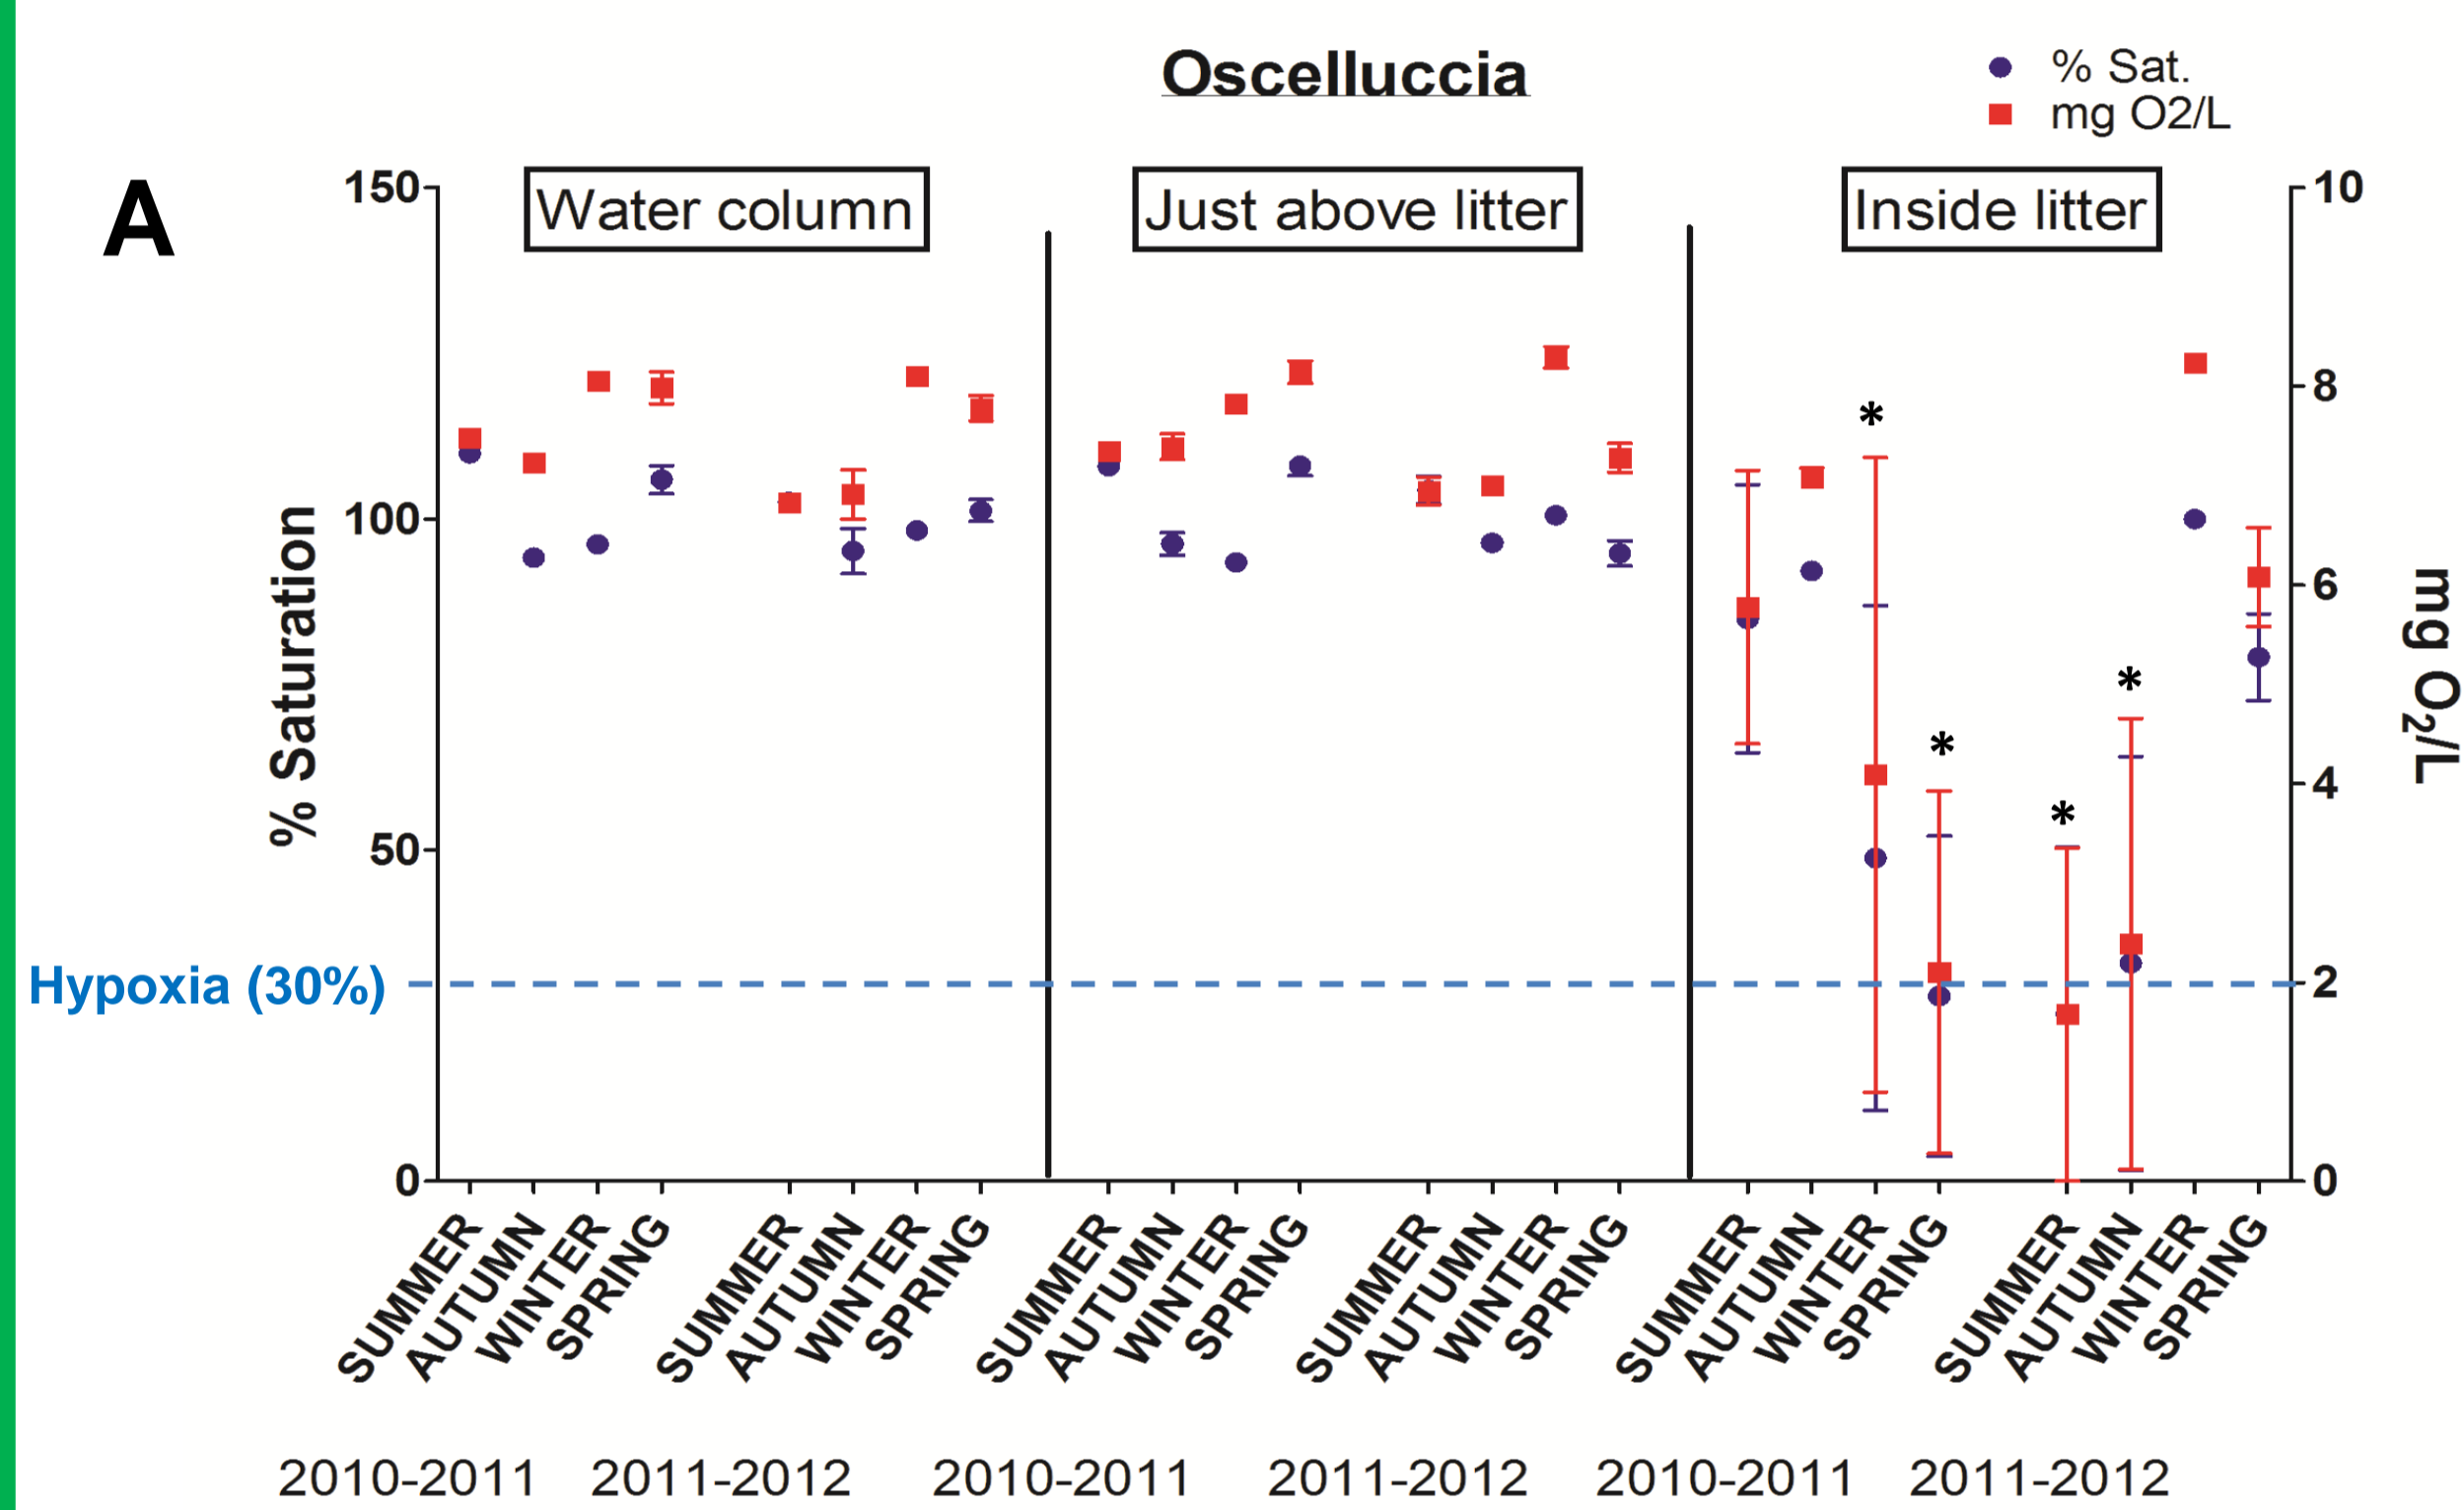 Oscelluccia
% Sat.
mg O2/L
A
Water column
Just above litter
Inside litter
150
100
50
0
% Saturation
10
8
6
4
2
0
mg O₂/L
*
*
*
*
Hypoxia (30%)
SUMMER
AUTUMN
WINTER
SPRING
SUMMER
AUTUMN
WINTER
SPRING
SUMMER
AUTUMN
WINTER
SPRING
SUMMER
AUTUMN
WINTER
SPRING
SUMMER
AUTUMN
WINTER
SPRING
SUMMER
AUTUMN
WINTER
SPRING
2010-2011 2011-2012 2010-2011 2011-2012 2010-2011 2011-2012